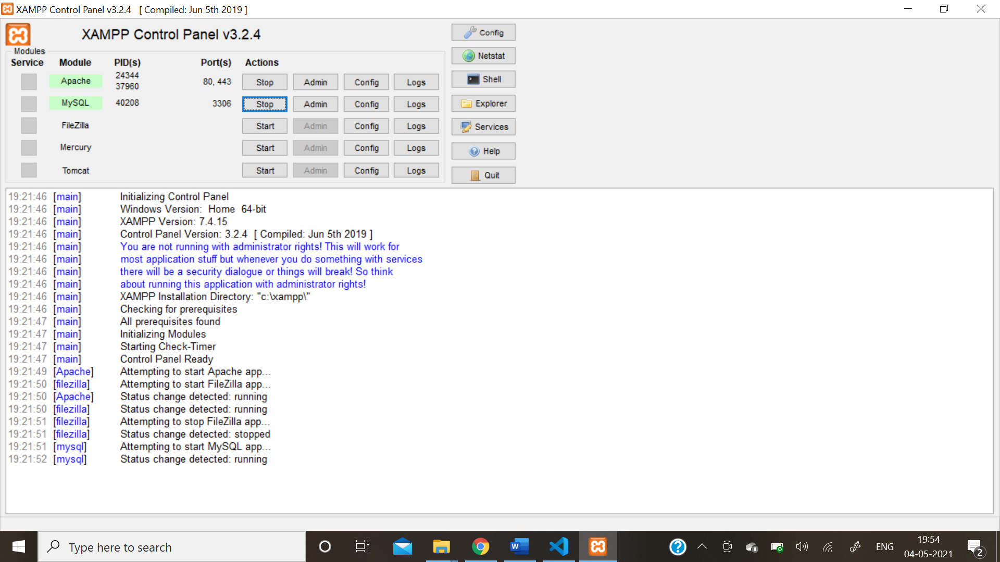 XAMPP Control Panel v3.2.4 [ Compiled: Jun 5th 2019 ]
XAMPP Control Panel v3.2.4
Config
Netstat
Shell
Explorer
Services
Help
Quit
Modules
Service Module PID(s) Port(s) Actions
Apache 24344 37960 80, 443 Stop Admin Config Logs
MySQL 40208 3306 Stop Admin Config Logs
FileZilla Start Admin Config Logs
Mercury Start Admin Config Logs
Tomcat Start Admin Config Logs
19:21:46 [main] Initializing Control Panel
19:21:46 [main] Windows Version: Home 64-bit
19:21:46 [main] XAMPP Version: 7.4.15
19:21:46 [main] Control Panel Version: 3.2.4 [ Compiled: Jun 5th 2019 ]
19:21:46 [main] You are not running with administrator rights! This will work for
19:21:46 [main] most application stuff but whenever you do something with services
19:21:46 [main] there will be a security dialogue or things will break! So think
19:21:46 [main] about running this application with administrator rights!
19:21:46 [main] XAMPP Installation Directory: "c:\xampp\"
19:21:46 [main] Checking for prerequisites
19:21:47 [main] All prerequisites found
19:21:47 [main] Initializing Modules
19:21:47 [main] Starting Check-Timer
19:21:47 [main] Control Panel Ready
19:21:49 [Apache] Attempting to start Apache app...
19:21:50 [filezilla] Attempting to start FileZilla app...
19:21:50 [Apache] Status change detected: running
19:21:50 [filezilla] Status change detected: running
19:21:51 [filezilla] Attempting to stop FileZilla app...
19:21:51 [filezilla] Status change detected: stopped
19:21:51 [mysql] Attempting to start MySQL app...
19:21:52 [mysql] Status change detected: running
Type here to search
W
?
ENG
19:54
04-05-2021
2